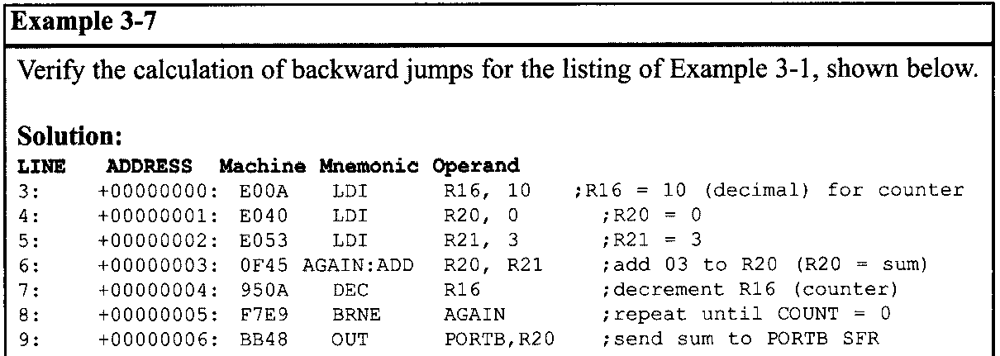 Example 3-7
Verify the calculation of backward jumps for the listing of Example 3-1, shown below.
Solution:
LINE ADDRESS Machine Mnemonic Operand
3: +00000000: E00A LDI R16, 10 ;R16 = 10 (decimal) for counter
4: +00000001: E040 LDI R20, 0 ;R20 = 0
5: +00000002: E053 LDI R21, 3 ;R21 = 3
6: +00000003: 0F45 AGAIN:ADD R20, R21 ;add 03 to R20 (R20 = sum)
7: +00000004: 950A DEC R16 ;decrement R16 (counter)
8: +00000005: F7E9 BRNE AGAIN ;repeat until COUNT = 0
9: +00000006: BB48 OUT PORTB,R20 ;send sum to PORTB SFR